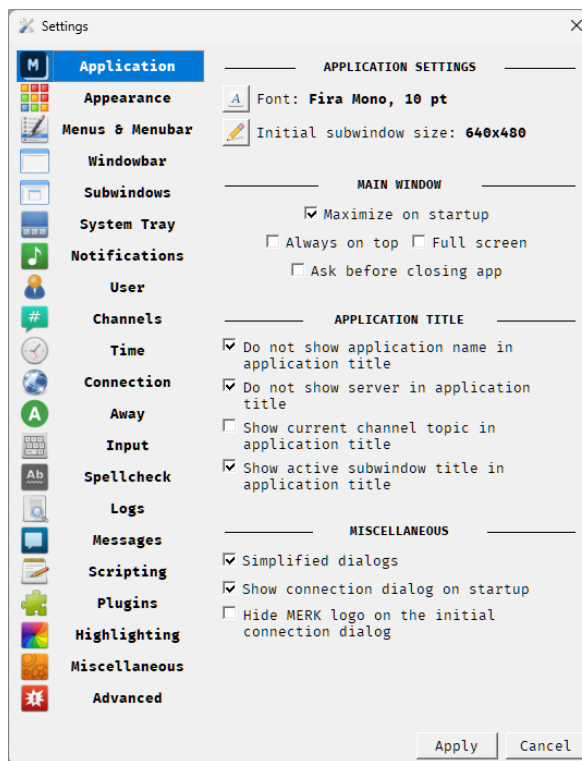 Settings
M
Application
Appearance
Menus & Menubar
Windowbar
Subwindows
System Tray
Notifications
User
#
Channels
Time
Connection
A
Away
Input
Ab
Spellcheck
Logs
Messages
Scripting
Plugins
Highlighting
Miscellaneous
Advanced
APPLICATION SETTINGS
A
Font: Fira Mono, 10 pt
Initial subwindow size: 640x480
MAIN WINDOW
Maximize on startup
Always on top
Full screen
Ask before closing app
APPLICATION TITLE
Do not show application name in
application title
Do not show server in application
title
Show current channel topic in
application title
Show active subwindow title in
application title
MISCELLANEOUS
Simplified dialogs
Show connection dialog on startup
Hide MERK logo on the initial
connection dialog
Apply
Cancel